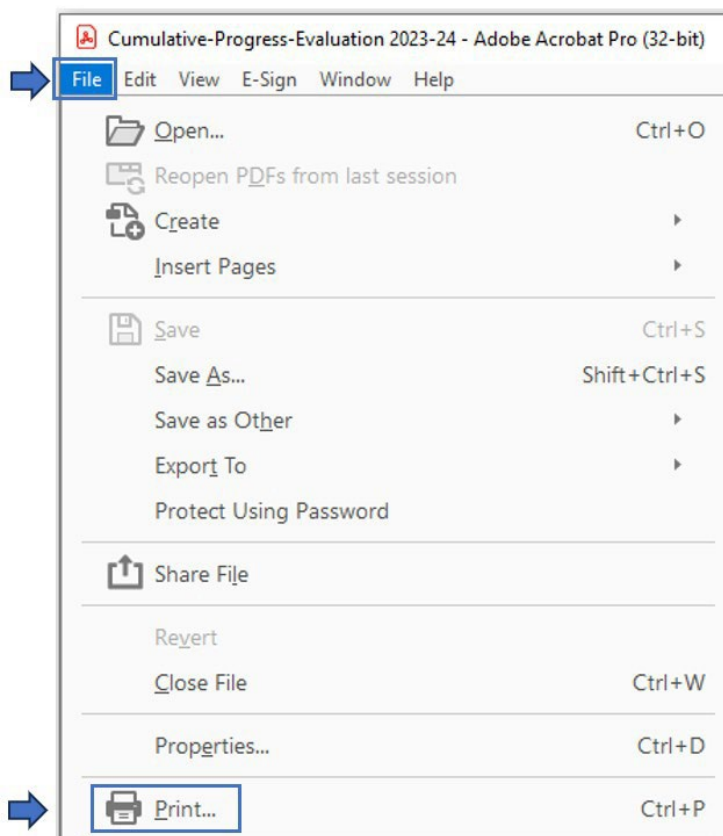 Cumulative-Progress-Evaluation 2023-24 - Adobe Acrobat Pro (32-bit)
File Edit View E-Sign Window Help
Open... Ctrl+O
Reopen PDFs from last session
Create
Insert Pages
Save Ctrl+S
Save As... Shift+Ctrl+S
Save as Other
Export To
Protect Using Password
Share File
Revert
Close File Ctrl+W
Properties... Ctrl+D
Print... Ctrl+P